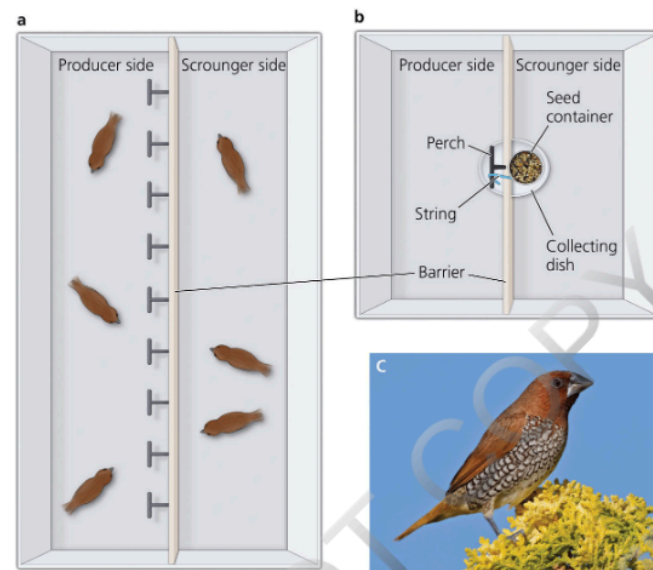 a
Producer side
Scrounger side
b
Producer side
Scrounger side
Seed
container
Perch
String
Collecting
dish
Barrier
C